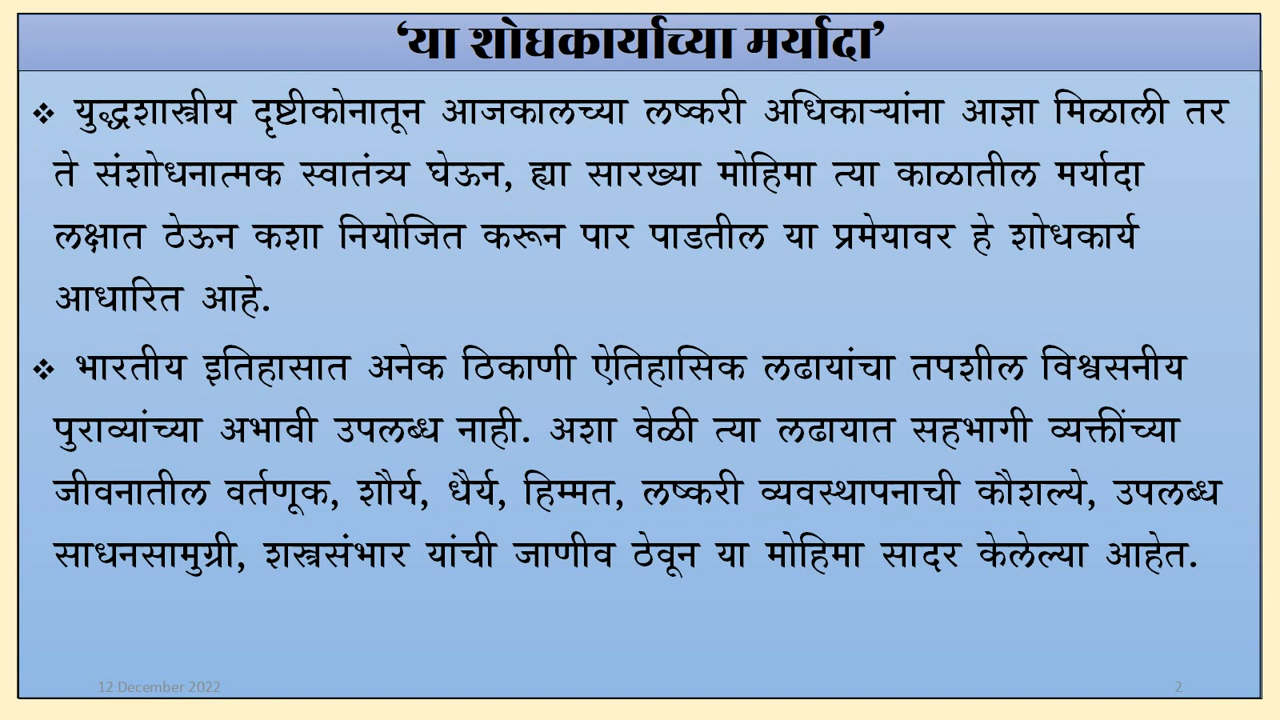 ‘या शोधकार्याच्या मर्यादा’
❖ युद्धशास्त्रीय दृष्टीकोनातून आजकालच्या लष्करी अधिकाऱ्यांना आज्ञा मिळाली तर
ते संशोधनात्मक स्वातंत्र्य घेऊन, ह्या सारख्या मोहिमा त्या काळातील मर्यादा
लक्षात ठेऊन कशा नियोजित करून पार पाडतील या प्रमेयावर हे शोधकार्य
आधारित आहे.
❖ भारतीय इतिहासात अनेक ठिकाणी ऐतिहासिक लढायांचा तपशील विश्वसनीय
पुराव्यांच्या अभावी उपलब्ध नाही. अशा वेळी त्या लढायात सहभागी व्यक्तींच्या
जीवनातील वर्तणूक, शौर्य, धैर्य, हिम्मत, लष्करी व्यवस्थापनाची कौशल्ये, उपलब्ध
साधनसामुग्री, शस्त्रसंभार यांची जाणीव ठेवून या मोहिमा सादर केलेल्या आहेत.
12 December 2022
2